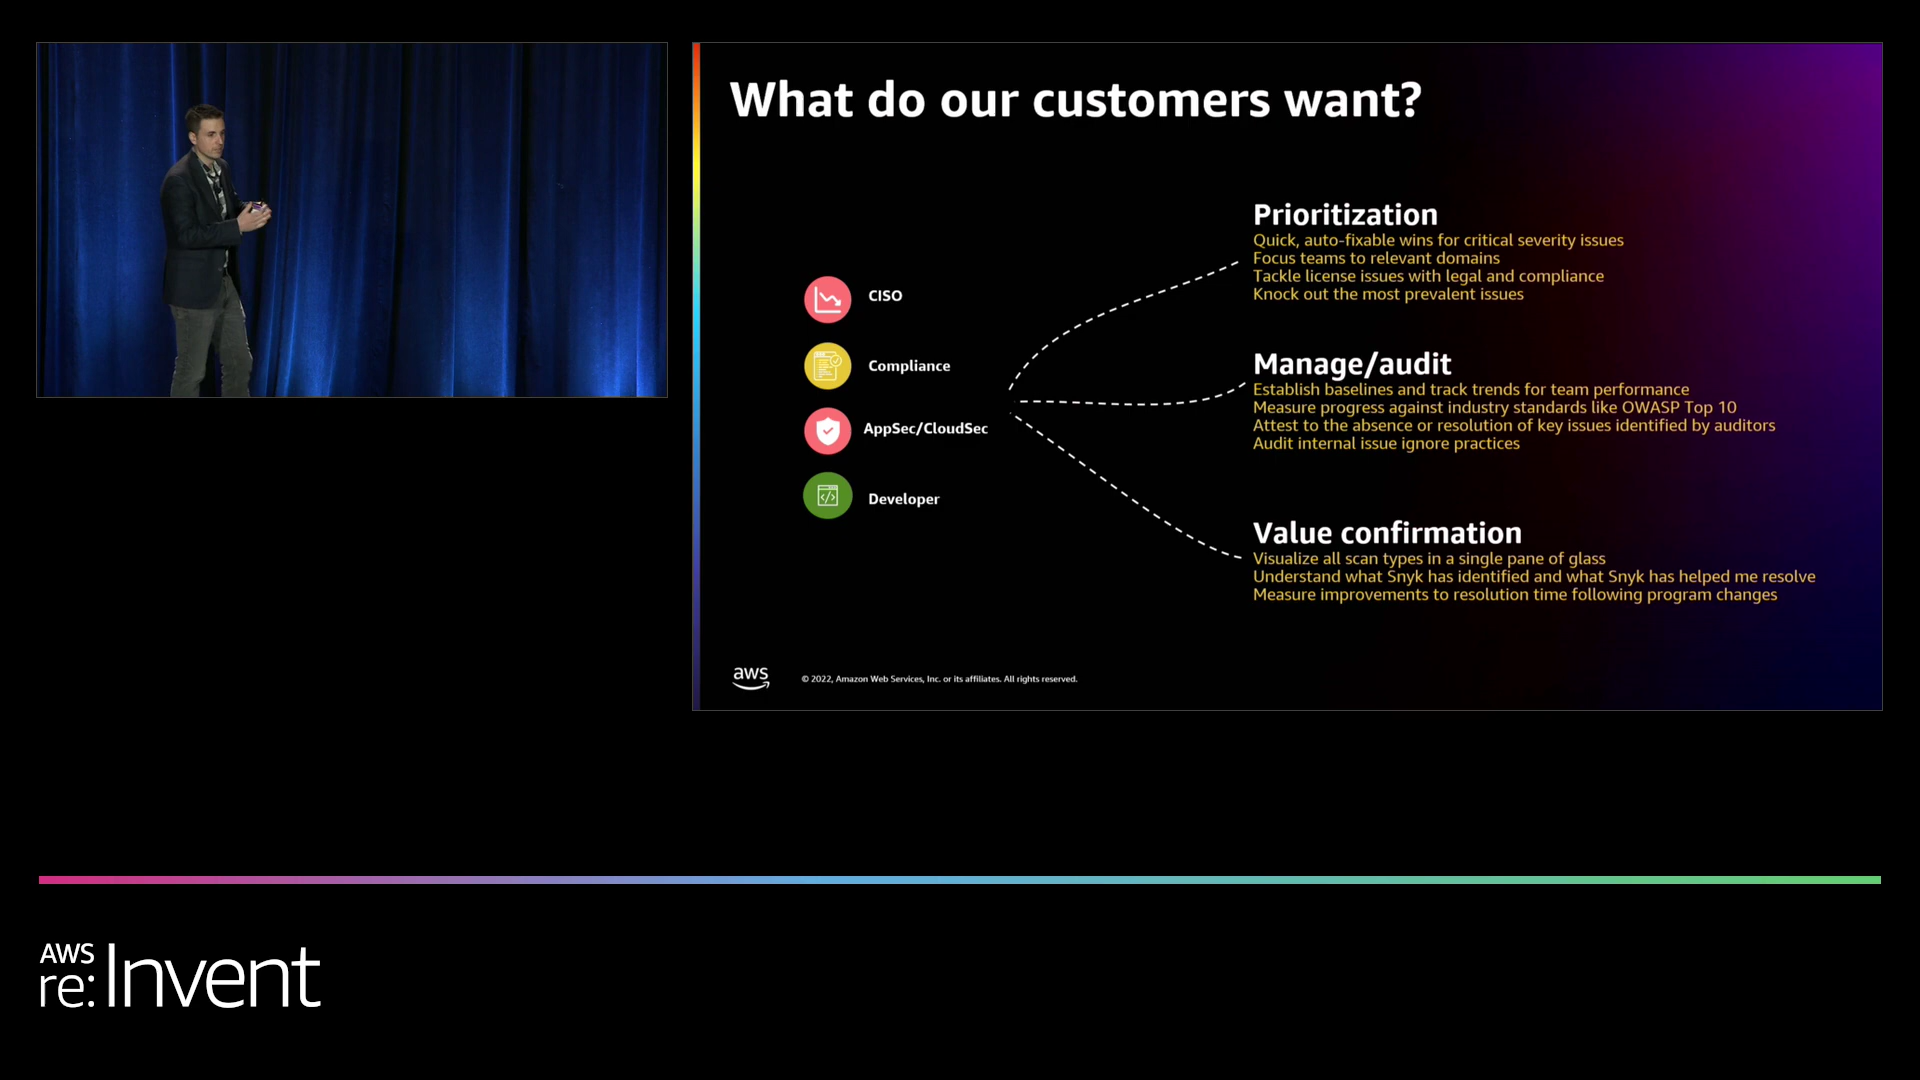 What do our customers want?
CISO
Compliance
AppSec/CloudSec
Developer
Prioritization
Quick, auto-fixable wins for critical severity issues
Focus teams to relevant domains
Tackle license issues with legal and compliance
Knock out the most prevalent issues
Manage/audit
Establish baselines and track trends for team performance
Measure progress against industry standards like OWASP Top 10
Attest to the absence or resolution of key issues identified by auditors
Audit internal issue ignore practices
Value confirmation
Visualize all scan types in a single pane of glass
Understand what Snyk has identified and what Snyk has helped me resolve
Measure improvements to resolution time following program changes
aws
© 2022, Amazon Web Services, Inc. or its affiliates. All rights reserved.
AWS
re:Invent